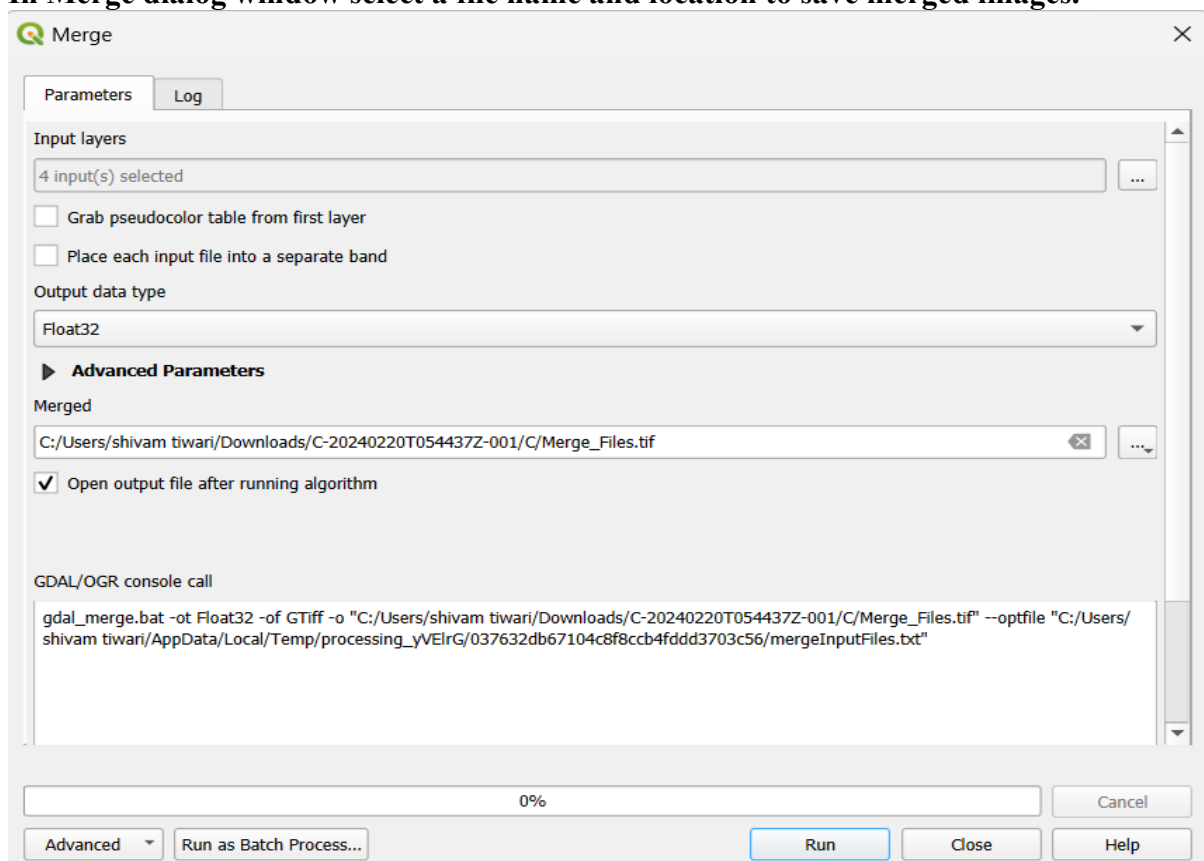 In Merge dialog window select a file name and location to save merged images.
Merge
Parameters Log
Input layers
4 input(s) selected ...
Grab pseudocolor table from first layer
Place each input file into a separate band
Output data type
Float32
Advanced Parameters
Merged
C:/Users/shivam tiwari/Downloads/C-20240220T054437Z-001/C/Merge_Files.tif ...
Open output file after running algorithm
GDAL/OGR console call
gdal_merge.bat -ot Float32 -of GTiff -o "C:/Users/shivam tiwari/Downloads/C-20240220T054437Z-001/C/Merge_Files.tif" --optfile "C:/Users/
shivam tiwari/AppData/Local/Temp/processing_yVElrG/037632db67104c8f8ccb4fddd3703c56/mergeInputFiles.txt"
0% Cancel
Advanced Run as Batch Process... Run Close Help